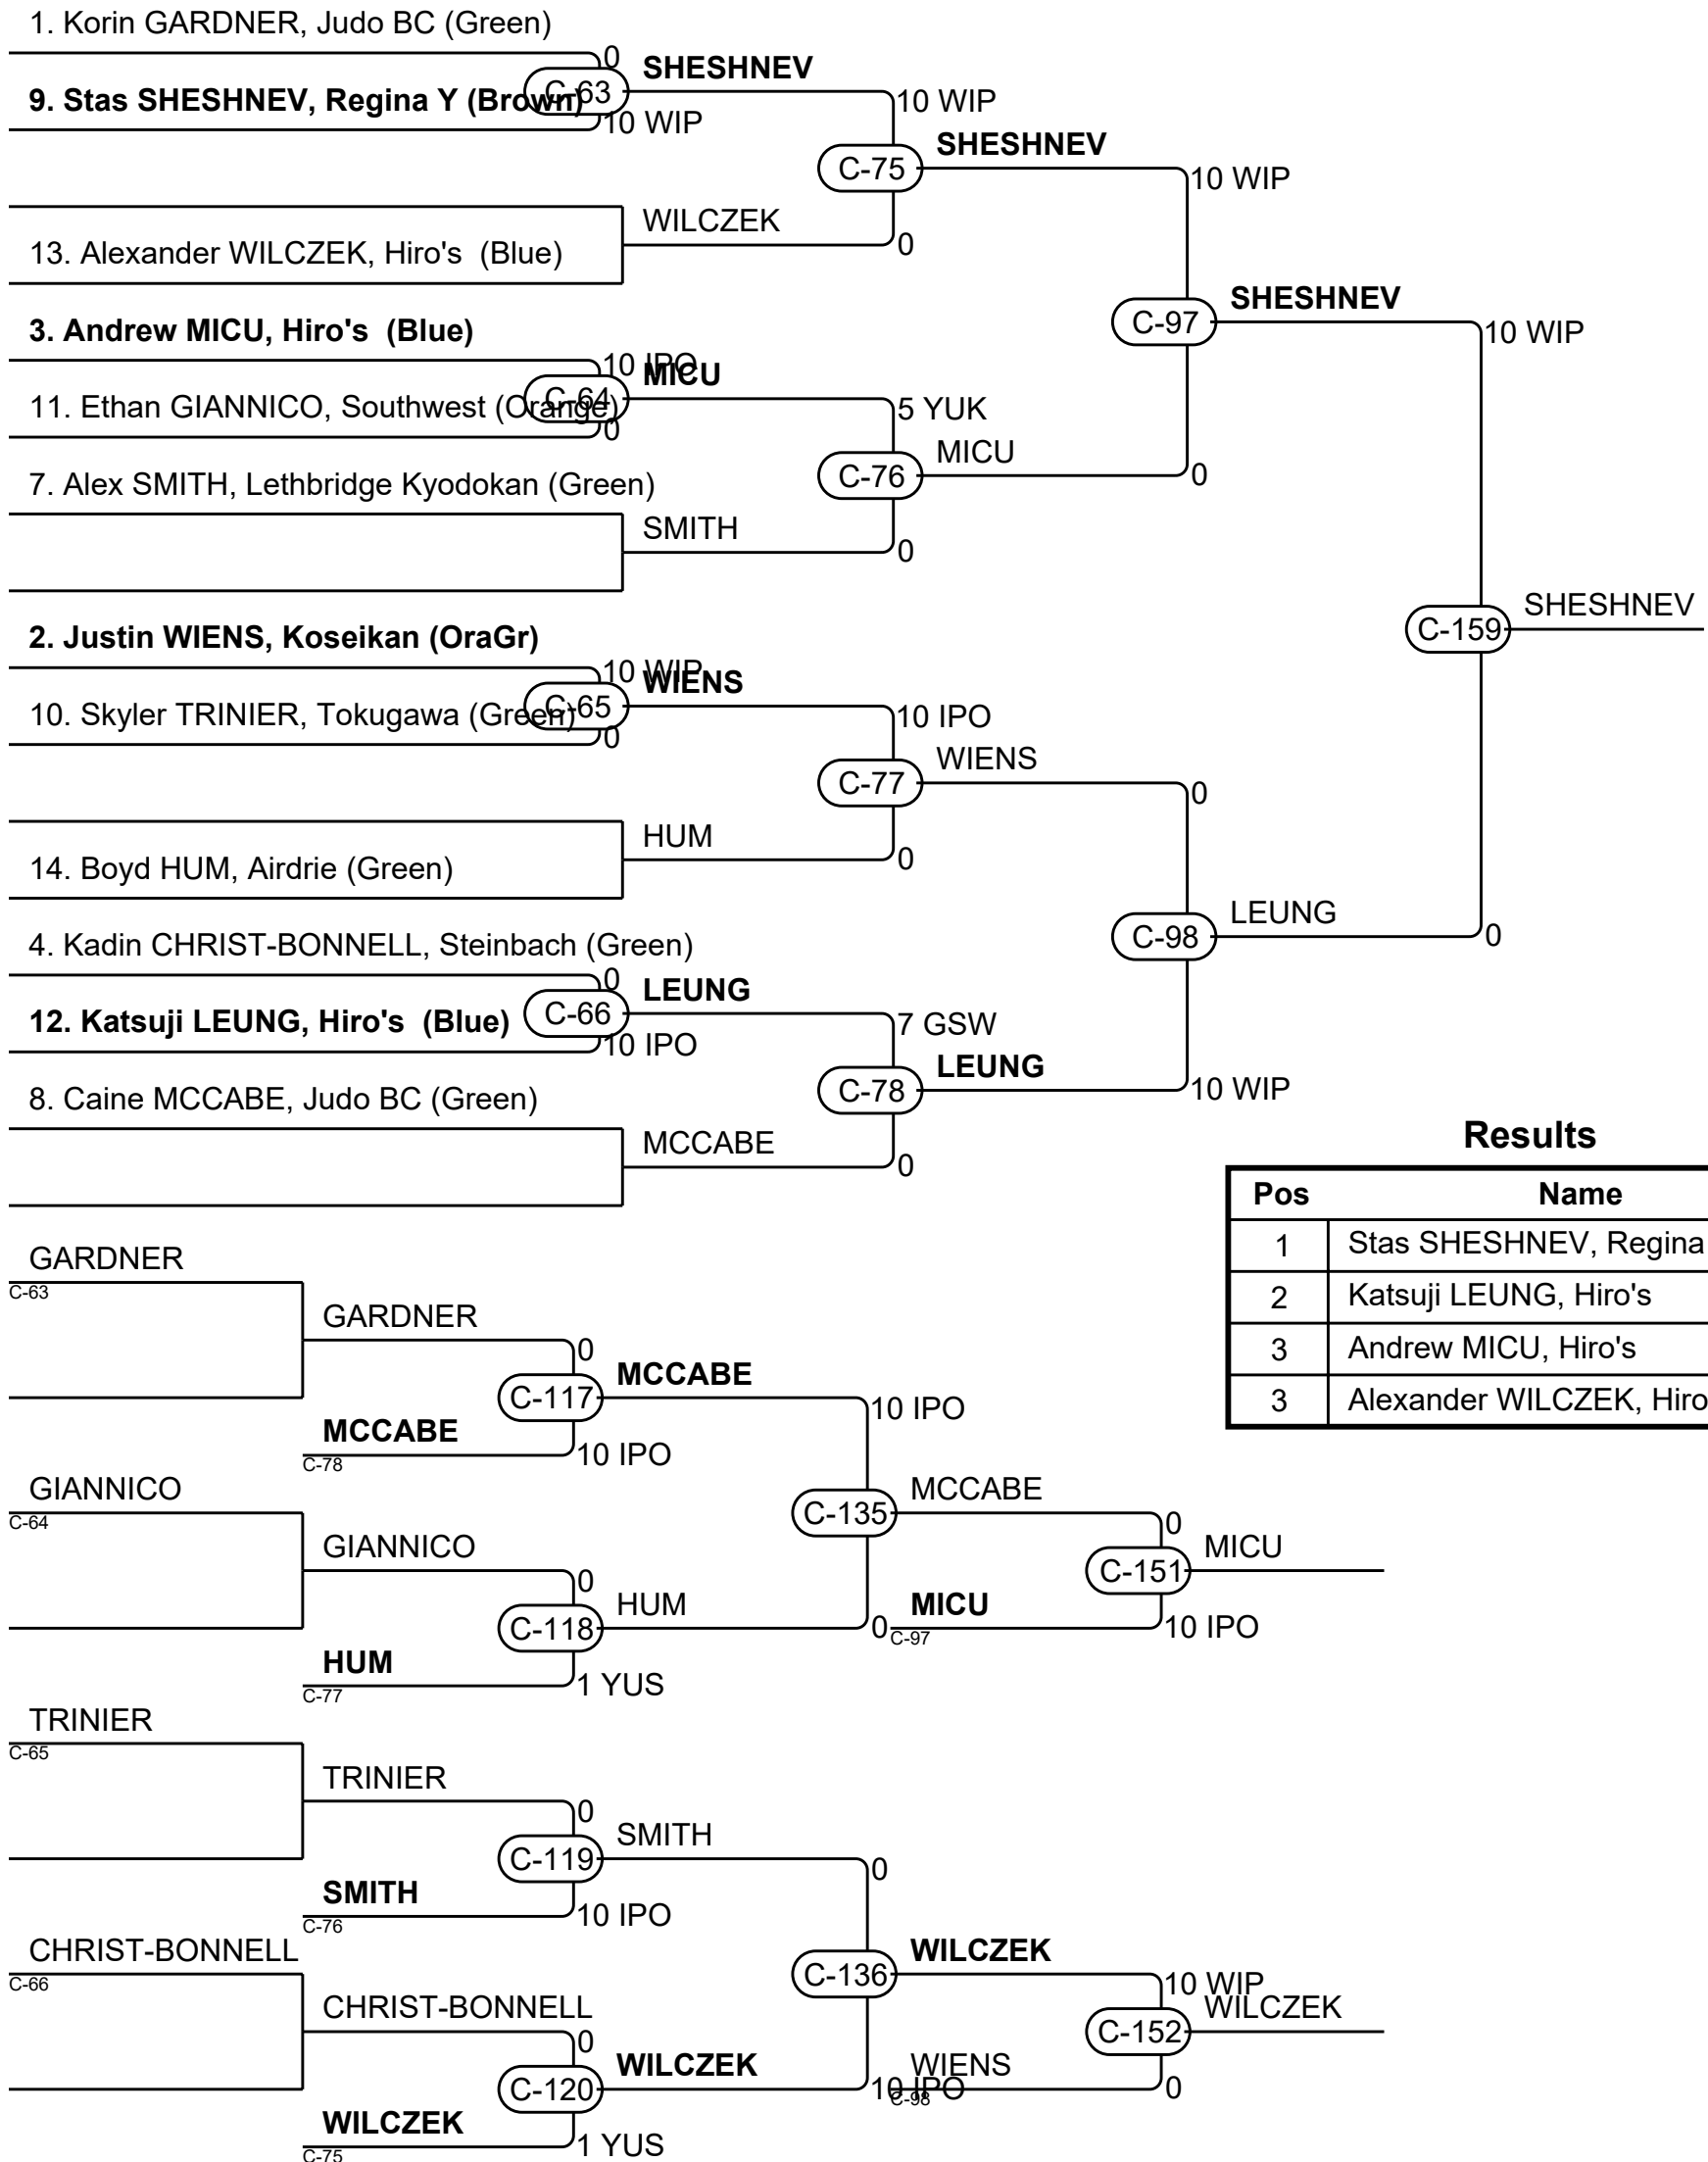 1. Korin GARDNER, Judo BC (Green)
0
SHESHNEV
C-63
9. Stas SHESHNEV, Regina Y (Brown)
10 WIP
10 WIP
SHESHNEV
C-75
10 WIP
WILCZEK
0
13. Alexander WILCZEK, Hiro's (Blue)
SHESHNEV
C-97
10 WIP
3. Andrew MICU, Hiro's (Blue)
10 IPO
MICU
C-64
11. Ethan GIANNICO, Southwest (Orange)
0
5 YUK
MICU
C-76
0
7. Alex SMITH, Lethbridge Kyodokan (Green)
SMITH
0
SHESHNEV
C-159
2. Justin WIENS, Koseikan (OraGr)
10 WIP
WIENS
C-65
10. Skyler TRINIER, Tokugawa (Green)
0
10 IPO
WIENS
C-77
0
HUM
0
14. Boyd HUM, Airdrie (Green)
LEUNG
C-98
0
4. Kadin CHRIST-BONNELL, Steinbach (Green)
0
LEUNG
C-66
12. Katsuji LEUNG, Hiro's (Blue)
10 IPO
7 GSW
LEUNG
C-78
10 WIP
8. Caine MCCABE, Judo BC (Green)
MCCABE
0
Results
Pos Name
1 Stas SHESHNEV, Regina
2 Katsuji LEUNG, Hiro's
3 Andrew MICU, Hiro's
3 Alexander WILCZEK, Hiro
GARDNER
C-63
GARDNER
0
MCCABE
C-117
10 IPO
MCCABE
C-78
10 IPO
GIANNICO
C-64
MCCABE
C-135
0
GIANNICO
0
MICU
C-151
HUM
C-118
0
MICU
C-97
10 IPO
HUM
C-77
1 YUS
TRINIER
C-65
TRINIER
0
SMITH
C-119
0
SMITH
C-76
10 IPO
CHRIST-BONNELL
C-66
WILCZEK
C-136
10 WIP
CHRIST-BONNELL
0
WILCZEK
C-152
WILCZEK
C-120
10 IPO
WIENS
C-98
0
WILCZEK
C-75
1 YUS